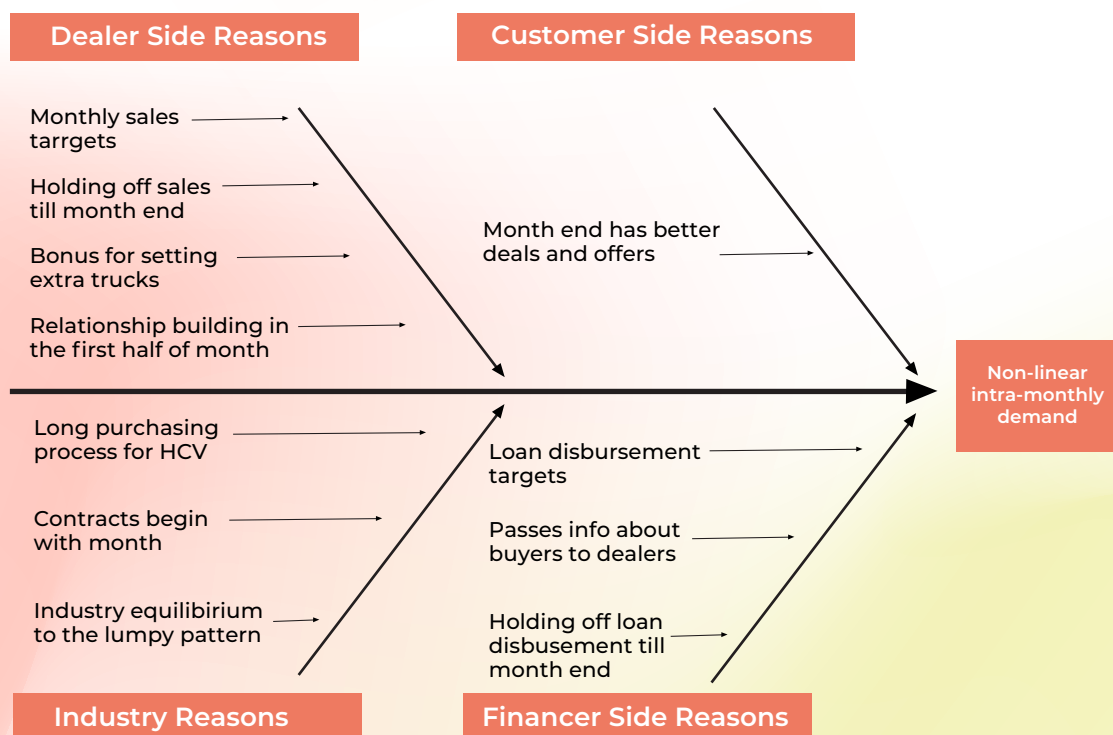 Dealer Side Reasons
Customer Side Reasons
Monthly sales
tarrgets
Holding off sales
till month end
Bonus for setting
extra trucks
Relationship building in
the first half of month
Month end has better
deals and offers
Non-linear
intra-monthly
demand
Long purchasing
process for HCV
Contracts begin
with month
Industry equilibirium
to the lumpy pattern
Loan disbursement
targets
Passes info about
buyers to dealers
Holding off loan
disbusement till
month end
Industry Reasons
Financer Side Reasons